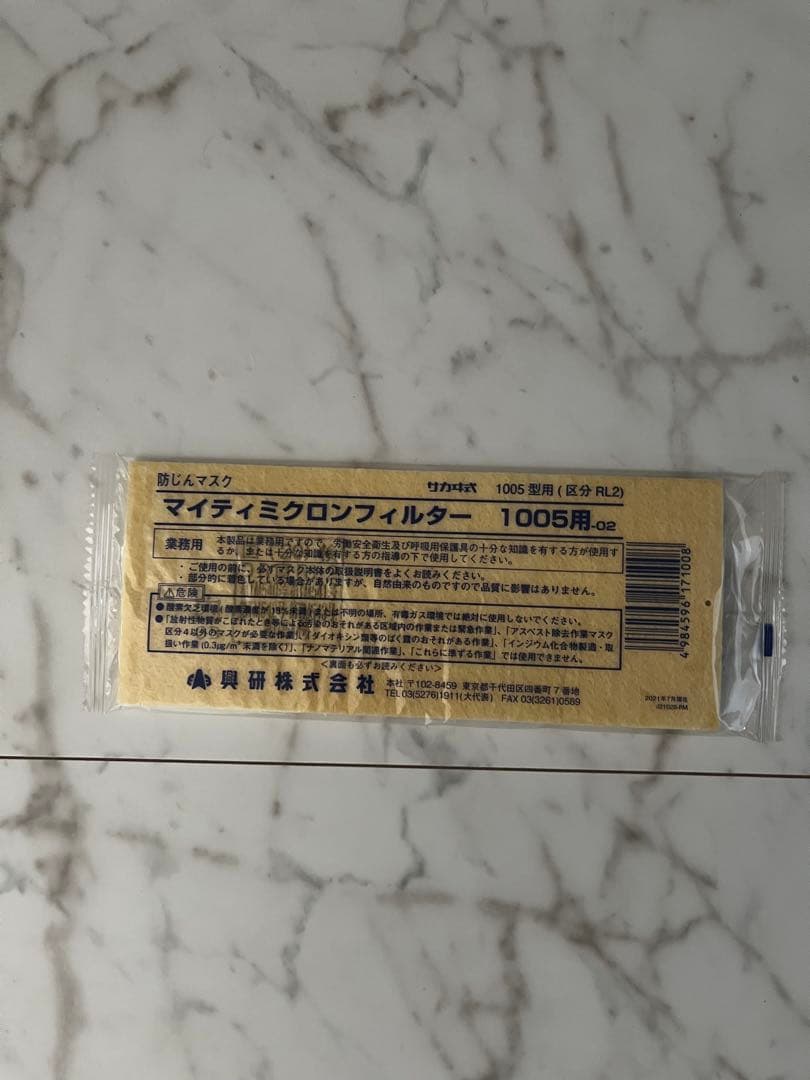 防じんマスク
サカヰ式 1005 型用 (区分 RL2)
マイティミクロンフィルター 1005用-02
業務用
本製品は業務用ですので、労働安全衛生及び呼吸用保護具の十分な知識を有する方が使用す
るか、または十分な知識を有する方の指導の下で使用してください。
・ご使用の前に、必ずマスク本体の取扱説明書をよくお読みください。
・部分的に着色している場合がありますが、自然由来のものですので品質に影響はありません。
⚠危険
●酸素欠乏環境 (酸素濃度が 18%未満) または不明の場所、有毒ガス環境では絶対に使用しないでください。
●「放射性物質がこぼれたとき等による汚染のおそれがある区域内の作業または緊急作業」、「アスベスト除去作業マスク
区分4以外のマスクが必要な作業」、「ダイオキシン類等のばく露のおそれがある作業」、「インジウム化合物製造・取
扱い作業 (0.3μg/m³ 未満を除く)」、「ナノマテリアル関連作業」、「これらに準ずる作業」では使用できません。
<裏面も必ずお読みください>
興研株式会社
本社 〒102-8459 東京都千代田区四番町7番地
TEL 03(5276)1911(大代表) FAX 03(3261)0589
4 984596 171008
2021年7月現在